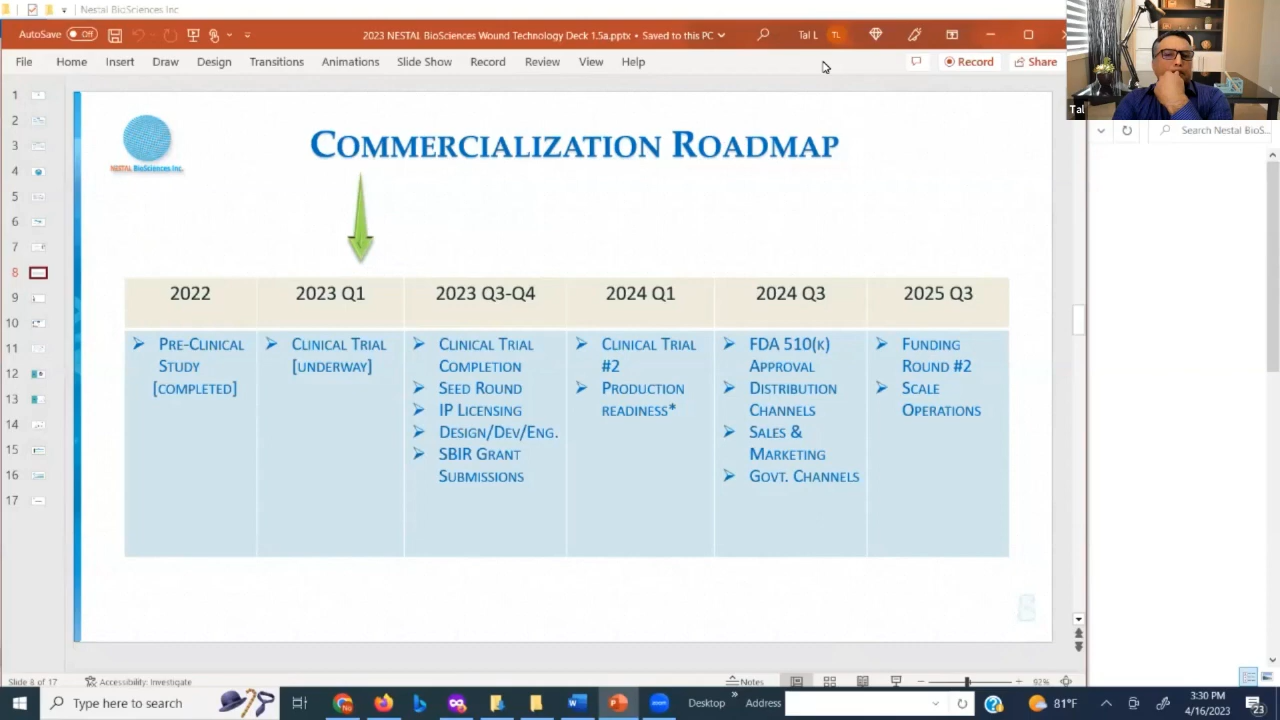 Nestal BioSciences Inc
AutoSave Off
2023 NESTAL BioSciences Wound Technology Deck 1.5a.pptx • Saved to this PC
Tal L
TL
File Home Insert Draw Design Transitions Animations Slide Show Record Review View Help
Record
Share
Tal
Search Nestal BioS...
1
2
3
4
5
6
7
8
9
10
11
12
13
14
15
16
17
NESTAL BioSciences Inc.
COMMERCIALIZATION ROADMAP
2022
PRE-CLINICAL
STUDY
[COMPLETED]
2023 Q1
CLINICAL TRIAL
[UNDERWAY]
2023 Q3-Q4
CLINICAL TRIAL
COMPLETION
SEED ROUND
IP LICENSING
DESIGN/DEV/ENG.
SBIR GRANT
SUBMISSIONS
2024 Q1
CLINICAL TRIAL
#2
PRODUCTION
READINESS*
2024 Q3
FDA 510(K)
APPROVAL
DISTRIBUTION
CHANNELS
SALES &
MARKETING
GOVT. CHANNELS
2025 Q3
FUNDING
ROUND #2
SCALE
OPERATIONS
8
Slide 8 of 17
Accessibility: Investigate
Notes
92%
Type here to search
Desktop
Address
81°F
3:30 PM
4/16/2023
23